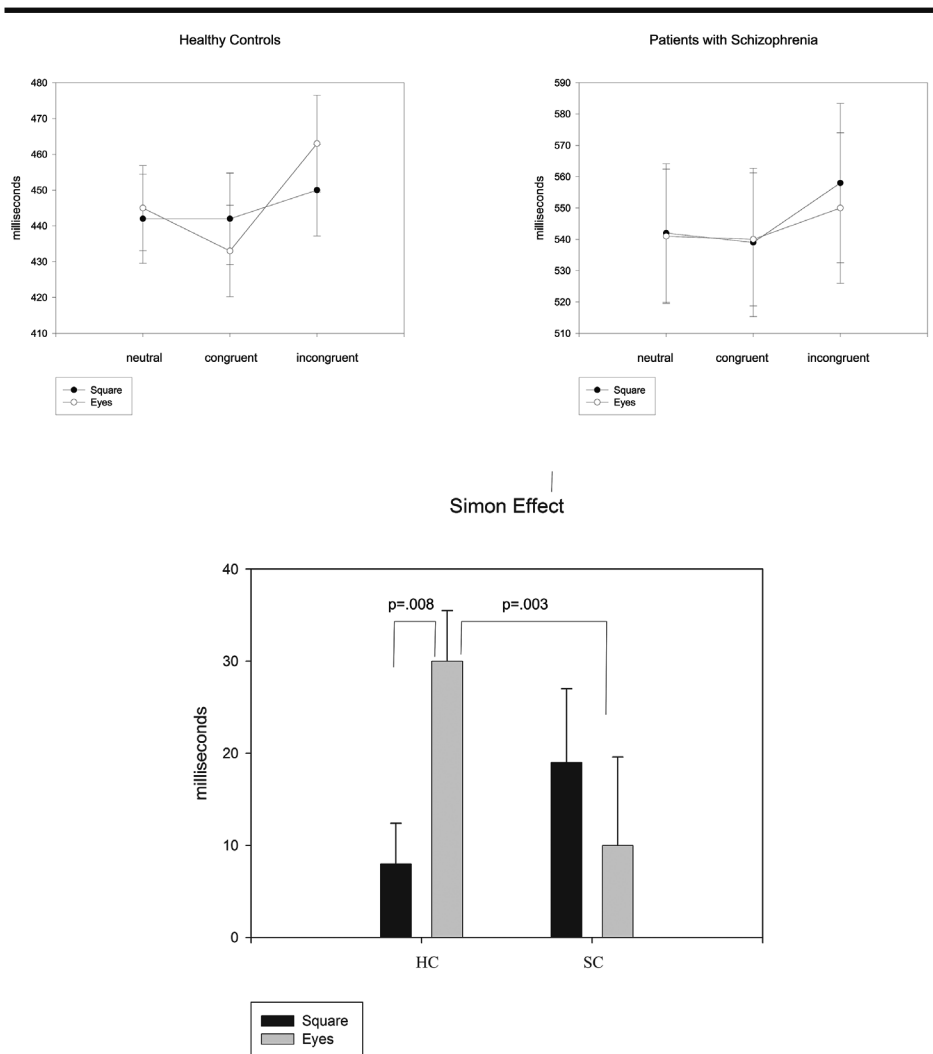 Healthy Controls
480
470
460
450
440
430
420
410
milliseconds
neutral congruent incongruent
Square
Eyes
Patients with Schizophrenia
590
580
570
560
550
540
530
520
510
milliseconds
neutral congruent incongruent
Square
Eyes
Simon Effect
40
30
20
10
0
milliseconds
p=.008 p=.003
HC SC
Square
Eyes